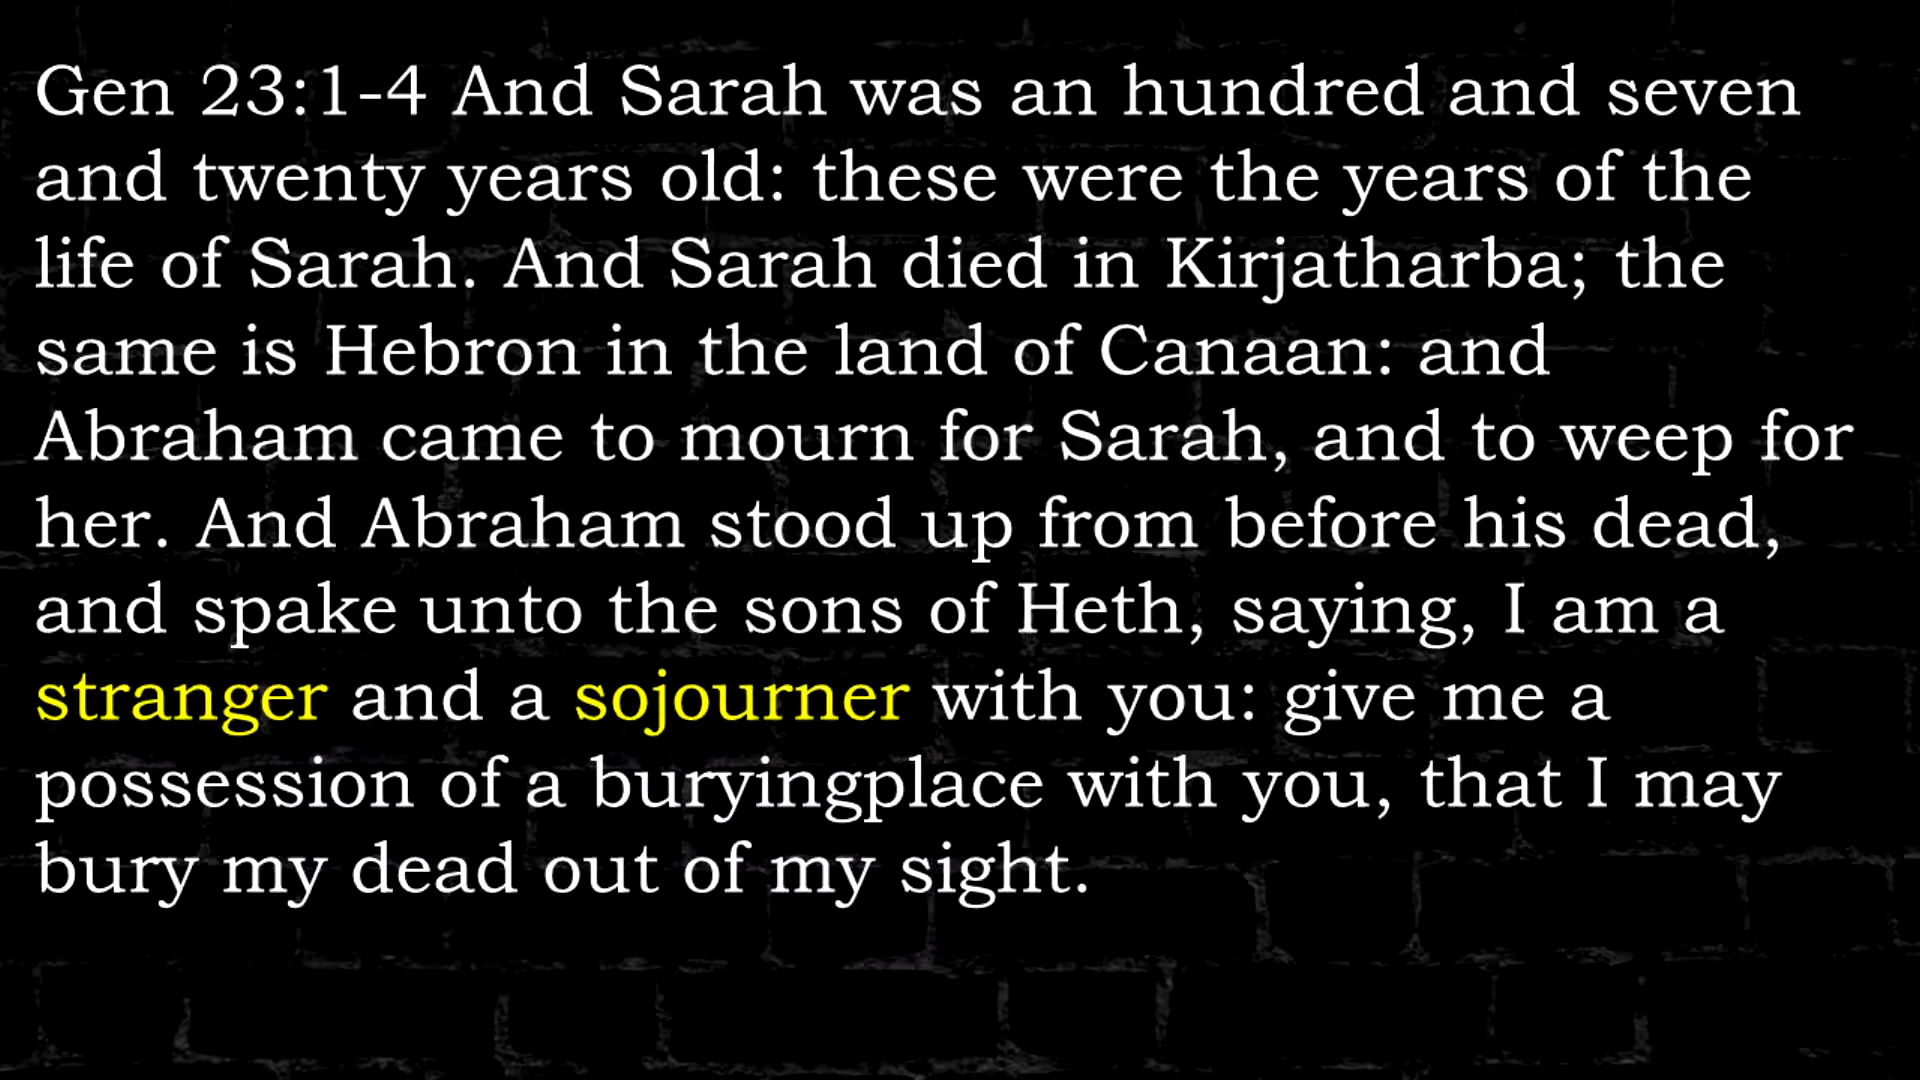 Gen 23:1-4 And Sarah was an hundred and seven
and twenty years old: these were the years of the
life of Sarah. And Sarah died in Kirjatharba; the
same is Hebron in the land of Canaan: and
Abraham came to mourn for Sarah, and to weep for
her. And Abraham stood up from before his dead,
and spake unto the sons of Heth, saying, I am a
stranger and a sojourner with you: give me a
possession of a buryingplace with you, that I may
bury my dead out of my sight.